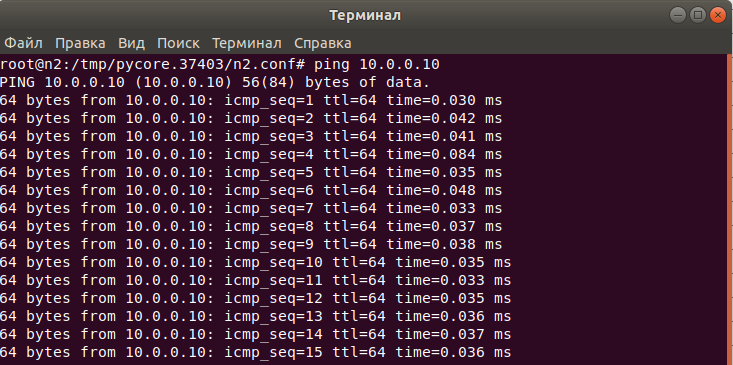 Терминал
Файл Правка Вид Поиск Терминал Справка
root@n2:/tmp/pycore.37403/n2.conf# ping 10.0.0.10
PING 10.0.0.10 (10.0.0.10) 56(84) bytes of data.
64 bytes from 10.0.0.10: icmp_seq=1 ttl=64 time=0.030 ms
64 bytes from 10.0.0.10: icmp_seq=2 ttl=64 time=0.042 ms
64 bytes from 10.0.0.10: icmp_seq=3 ttl=64 time=0.041 ms
64 bytes from 10.0.0.10: icmp_seq=4 ttl=64 time=0.084 ms
64 bytes from 10.0.0.10: icmp_seq=5 ttl=64 time=0.035 ms
64 bytes from 10.0.0.10: icmp_seq=6 ttl=64 time=0.048 ms
64 bytes from 10.0.0.10: icmp_seq=7 ttl=64 time=0.033 ms
64 bytes from 10.0.0.10: icmp_seq=8 ttl=64 time=0.037 ms
64 bytes from 10.0.0.10: icmp_seq=9 ttl=64 time=0.038 ms
64 bytes from 10.0.0.10: icmp_seq=10 ttl=64 time=0.035 ms
64 bytes from 10.0.0.10: icmp_seq=11 ttl=64 time=0.033 ms
64 bytes from 10.0.0.10: icmp_seq=12 ttl=64 time=0.035 ms
64 bytes from 10.0.0.10: icmp_seq=13 ttl=64 time=0.036 ms
64 bytes from 10.0.0.10: icmp_seq=14 ttl=64 time=0.037 ms
64 bytes from 10.0.0.10: icmp_seq=15 ttl=64 time=0.036 ms